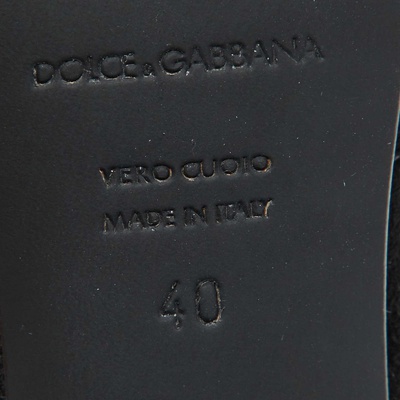 DOLCE & GABBANA
VERO CUOIO
MADE IN ITALY
40